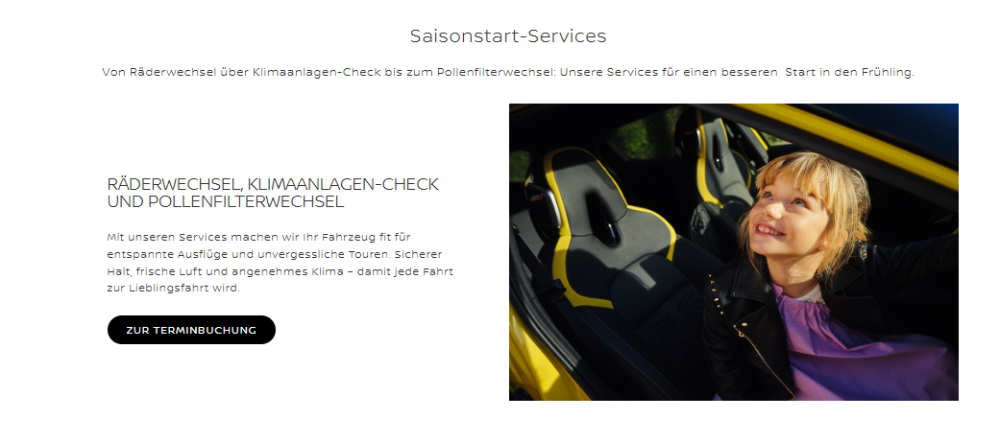 Saisonstart-Services
Von Räderwechsel über Klimaanlagen-Check bis zum Pollenfilterwechsel: Unsere Services für einen besseren  Start in den Frühling.
RÄDERWECHSEL, KLIMAANLAGEN-CHECK
UND POLLENFILTERWECHSEL
Mit unseren Services machen wir Ihr Fahrzeug fit für
entspannte Ausflüge und unvergessliche Touren. Sicherer
Halt, frische Luft und angenehmes Klima – damit jede Fahrt
zur Lieblingsfahrt wird.
ZUR TERMINBUCHUNG